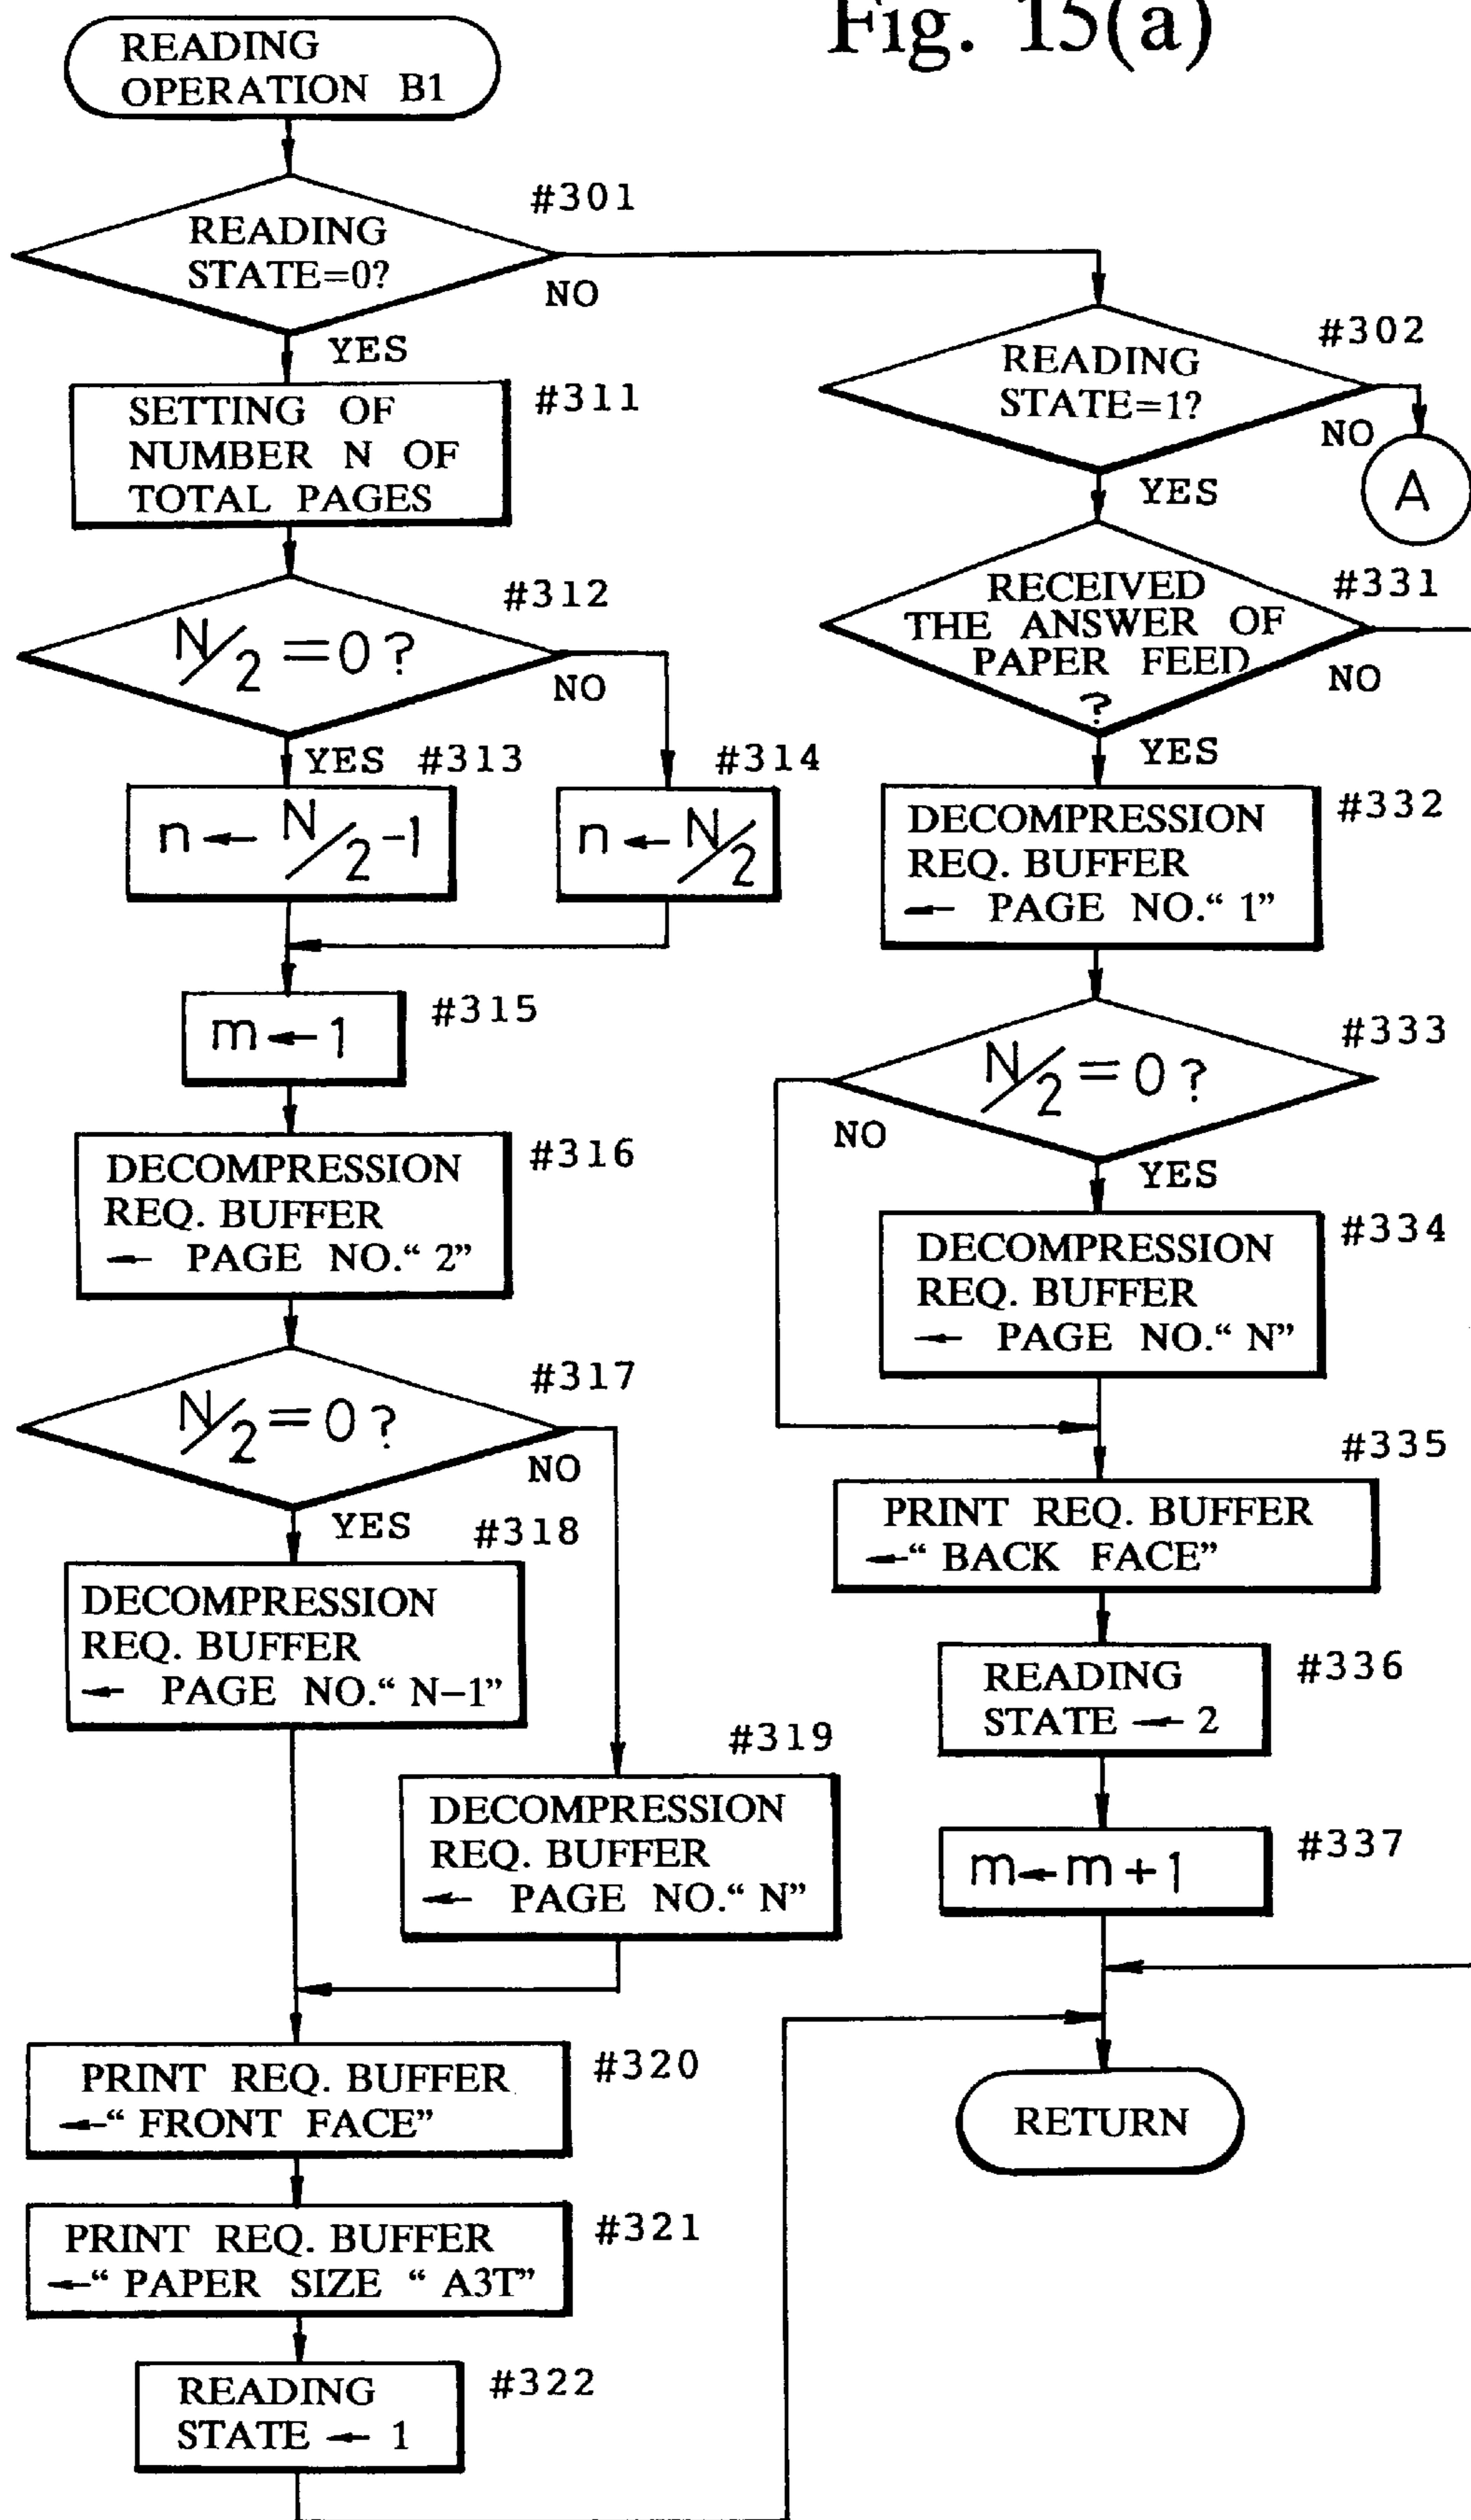 Fig. 15(a)
READING
OPERATION B1
#301
READING
STATE=0?
NO
YES
#311
SETTING OF
NUMBER N OF
TOTAL PAGES
#312
N/2=0?
NO
YES #313
n ← N/2-1
#314
n ← N/2
#315
m ← 1
#316
DECOMPRESSION
REQ. BUFFER
← PAGE NO.“ 2”
#317
N/2=0?
NO
YES
#318
DECOMPRESSION
REQ. BUFFER
← PAGE NO.“ N−1”
#319
DECOMPRESSION
REQ. BUFFER
← PAGE NO.“ N”
#320
PRINT REQ. BUFFER
←“ FRONT FACE”
#321
PRINT REQ. BUFFER
←“ PAPER SIZE “ A3T”
#322
READING
STATE ← 1
#302
READING
STATE=1?
NO
A
YES
#331
RECEIVED
THE ANSWER OF
PAPER FEED
?
NO
YES
#332
DECOMPRESSION
REQ. BUFFER
← PAGE NO.“ 1”
#333
N/2=0?
NO
YES
#334
DECOMPRESSION
REQ. BUFFER
← PAGE NO.“ N”
#335
PRINT REQ. BUFFER
←“ BACK FACE”
#336
READING
STATE ← 2
#337
m ← m+1
RETURN